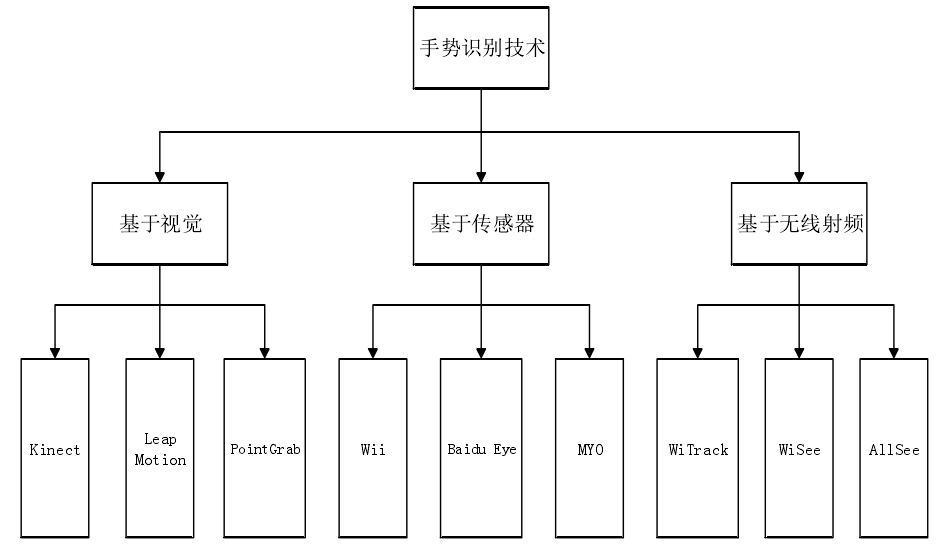 手势识别技术
基于视觉
基于传感器
基于无线射频
Kinect
Leap
Motion
PointGrab
Wii
Baidu Eye
MYO
WiTrack
WiSee
AllSee